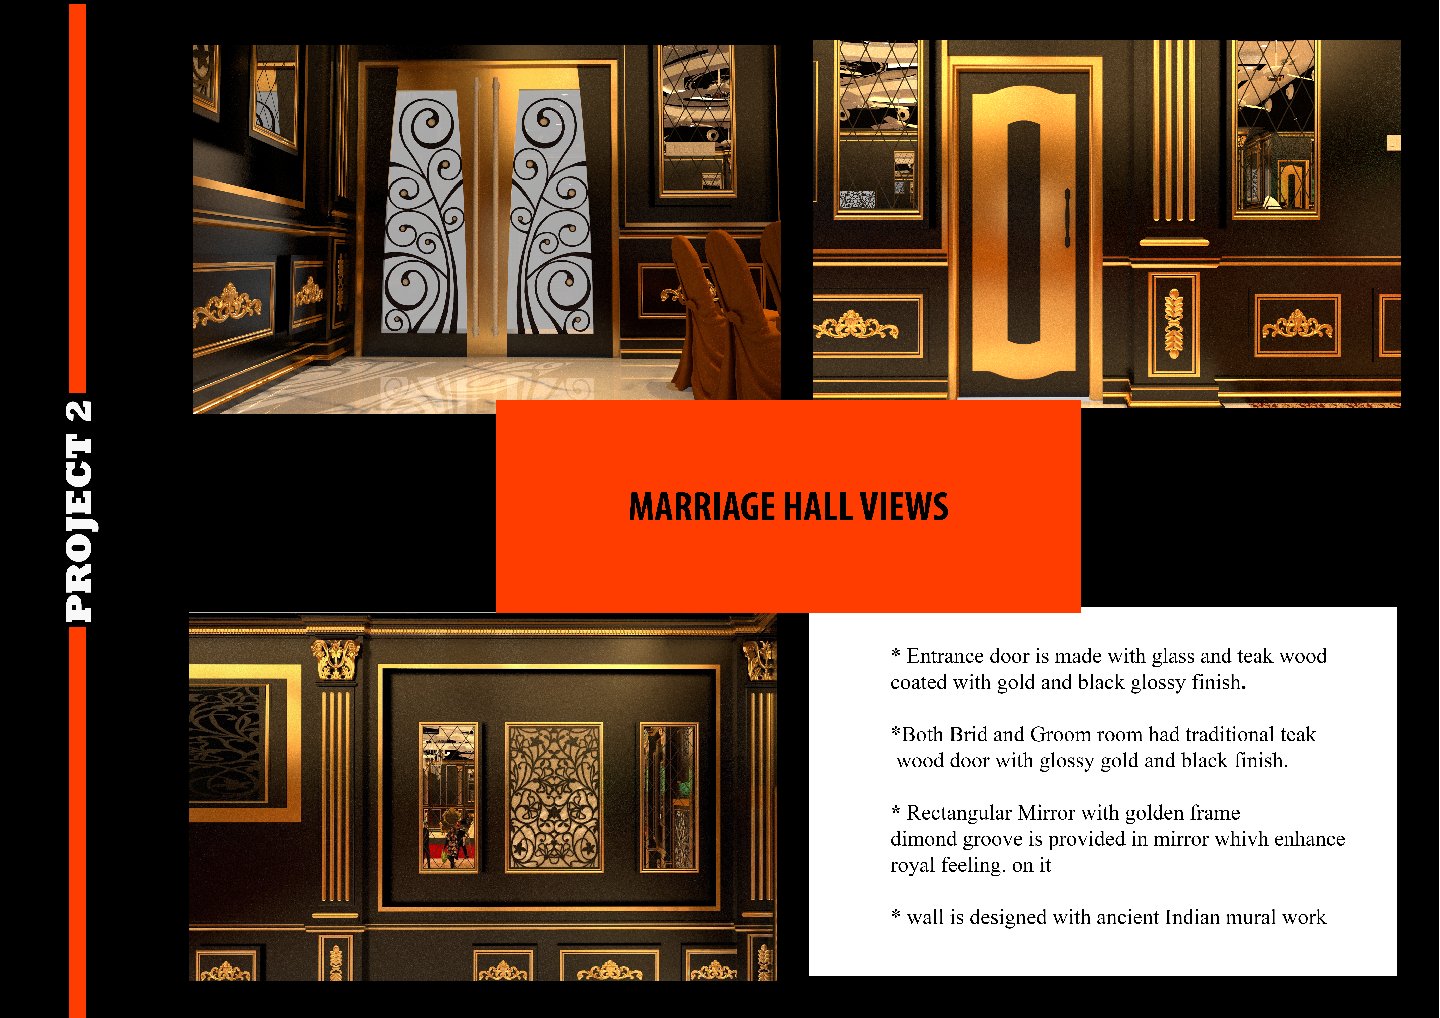 PROJECT 2
MARRIAGE HALL VIEWS
* Entrance door is made with glass and teak wood
coated with gold and black glossy finish.
*Both Brid and Groom room had traditional teak
wood door with glossy gold and black finish.
* Rectangular Mirror with golden frame
dimond groove is provided in mirror whivh enhance
royal feeling. on it
* wall is designed with ancient Indian mural work